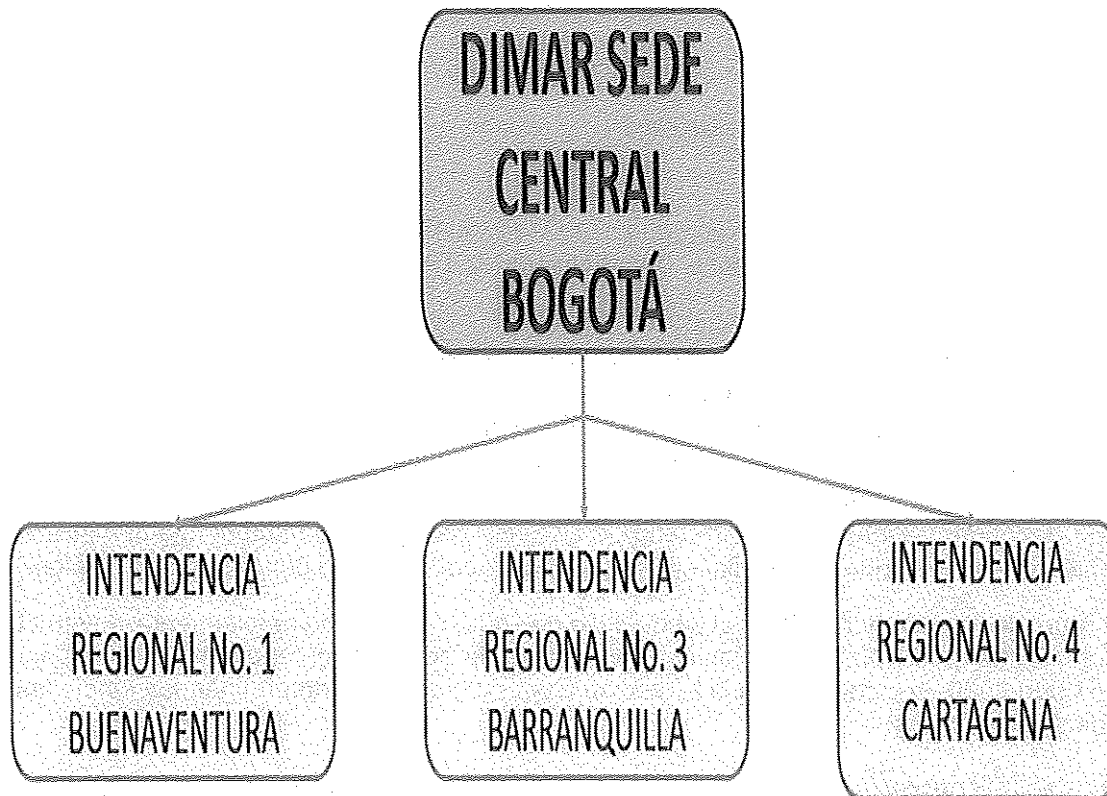 DIMAR SEDE
CENTRAL
BOGOTÁ
INTENDENCIA
REGIONAL No. 1
BUENAVENTURA
INTENDENCIA
REGIONAL No. 3
BARRANQUILLA
INTENDENCIA
REGIONAL No. 4
CARTAGENA